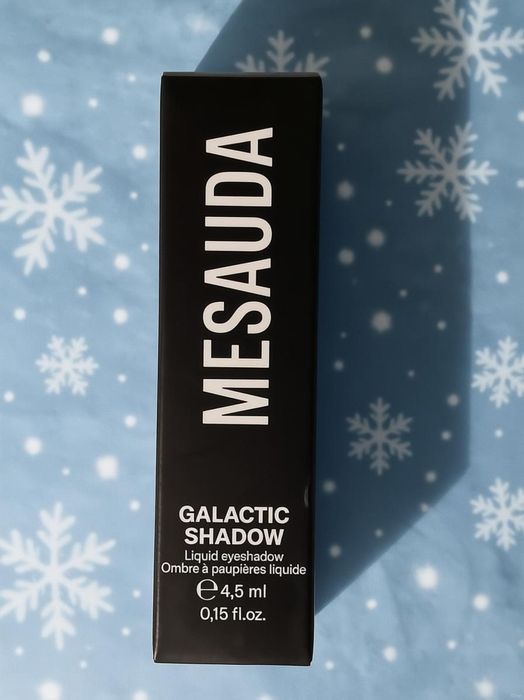 MESAUDA
GALACTIC
SHADOW
Liquid eyeshadow
Ombre à paupières liquide
℮4,5 ml
0,15 fl.oz.